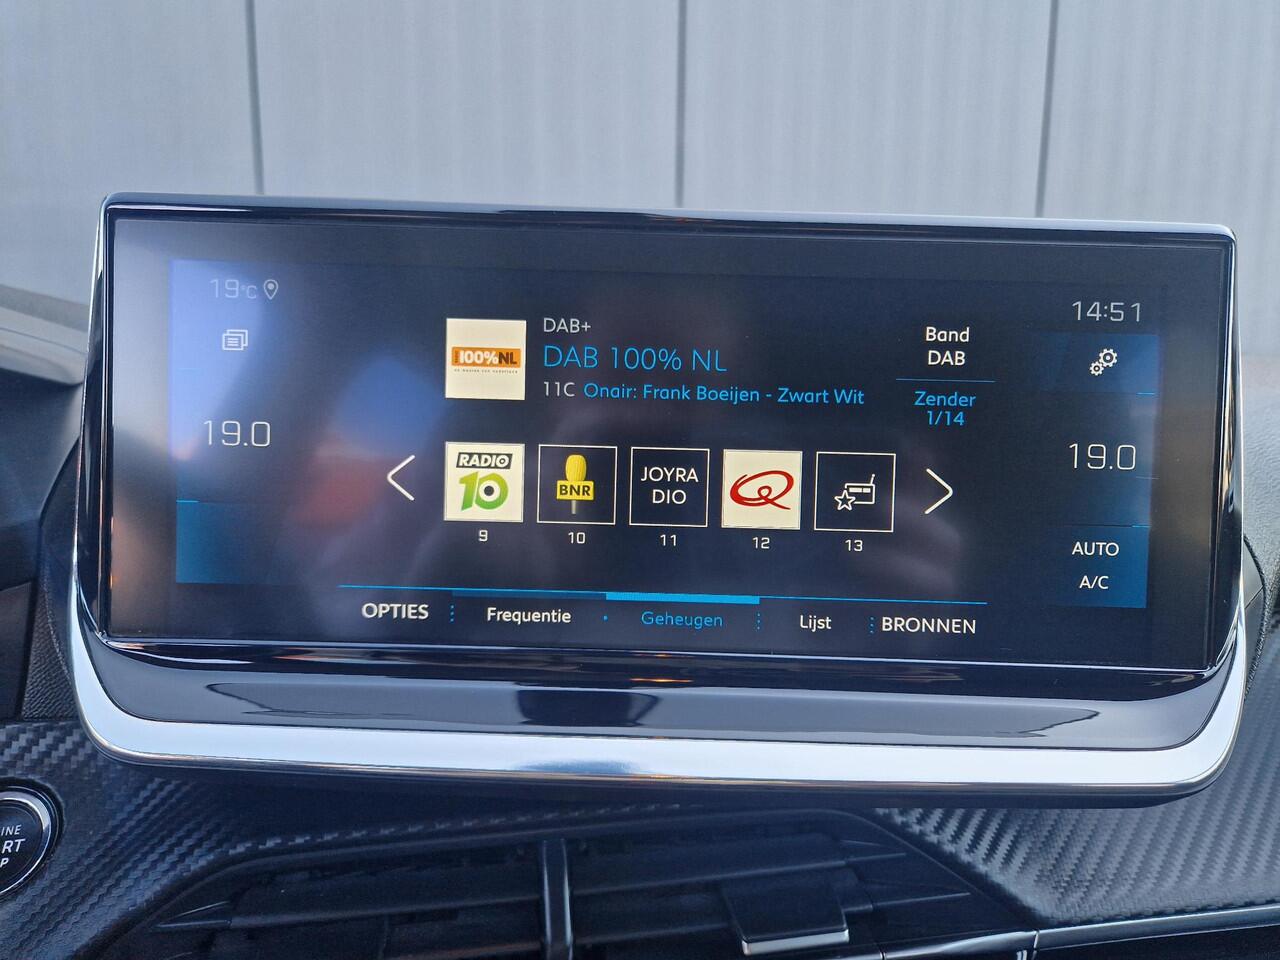 19°C
14:51
DAB+
DAB 100% NL
11C Onair: Frank Boeijen - Zwart Wit
100%NL
Band
DAB
Zender
1/14
19.0
19.0
RADIO
10
BNR
JOYRA
DIO
Q
9
10
11
12
13
AUTO
A/C
OPTIES
Frequentie
Geheugen
Lijst
BRONNEN